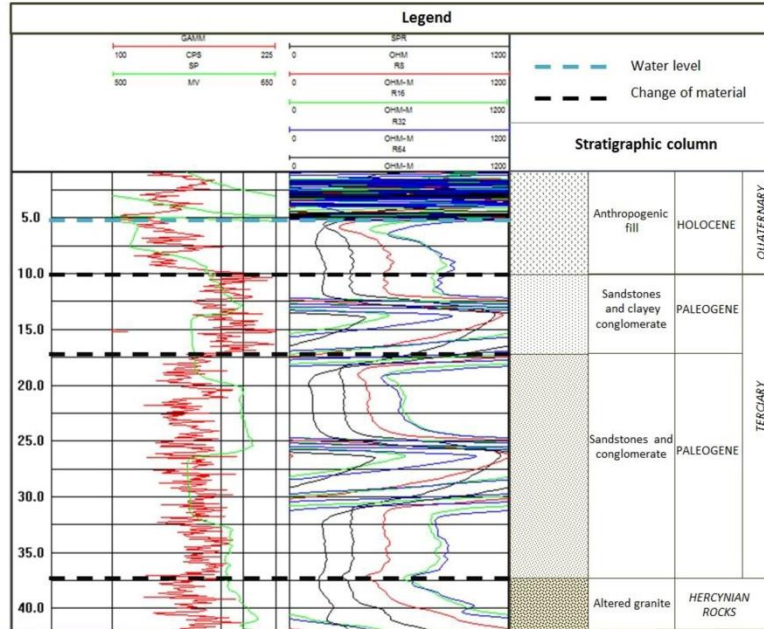 Legend
GAMM
100 CPS 225
SP
500 MV 650
SPR
0 OHM 1200
R8
0 OHM-M 1200
R16
0 OHM-M 1200
R32
0 OHM-M 1200
R64
0 OHM-M 1200
Water level
Change of material
Stratigraphic column
5.0
10.0
15.0
20.0
25.0
30.0
35.0
40.0
Anthropogenic
fill
HOLOCENE
QUATERNARY
Sandstones
and clayey
conglomerate
PALEOGENE
TERCIARY
Sandstones and
conglomerate
PALEOGENE
Altered granite
HERCYNIAN
ROCKS